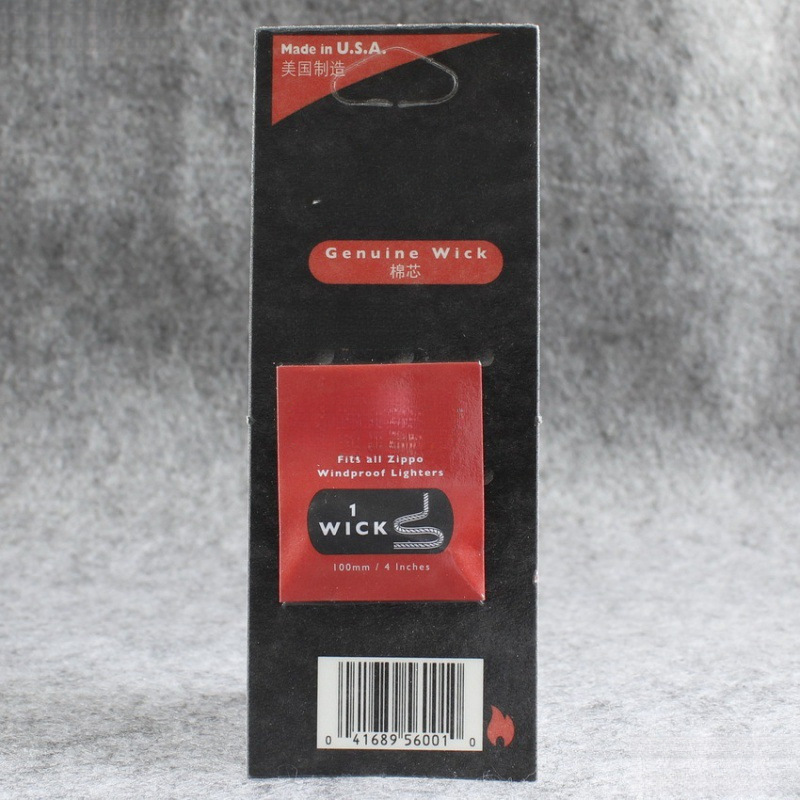 Made in U.S.A.
美国制造
Genuine Wick
棉芯
Fits all Zippo
Windproof Lighters
1
WICK
100mm / 4 Inches
0 41689 56001 0